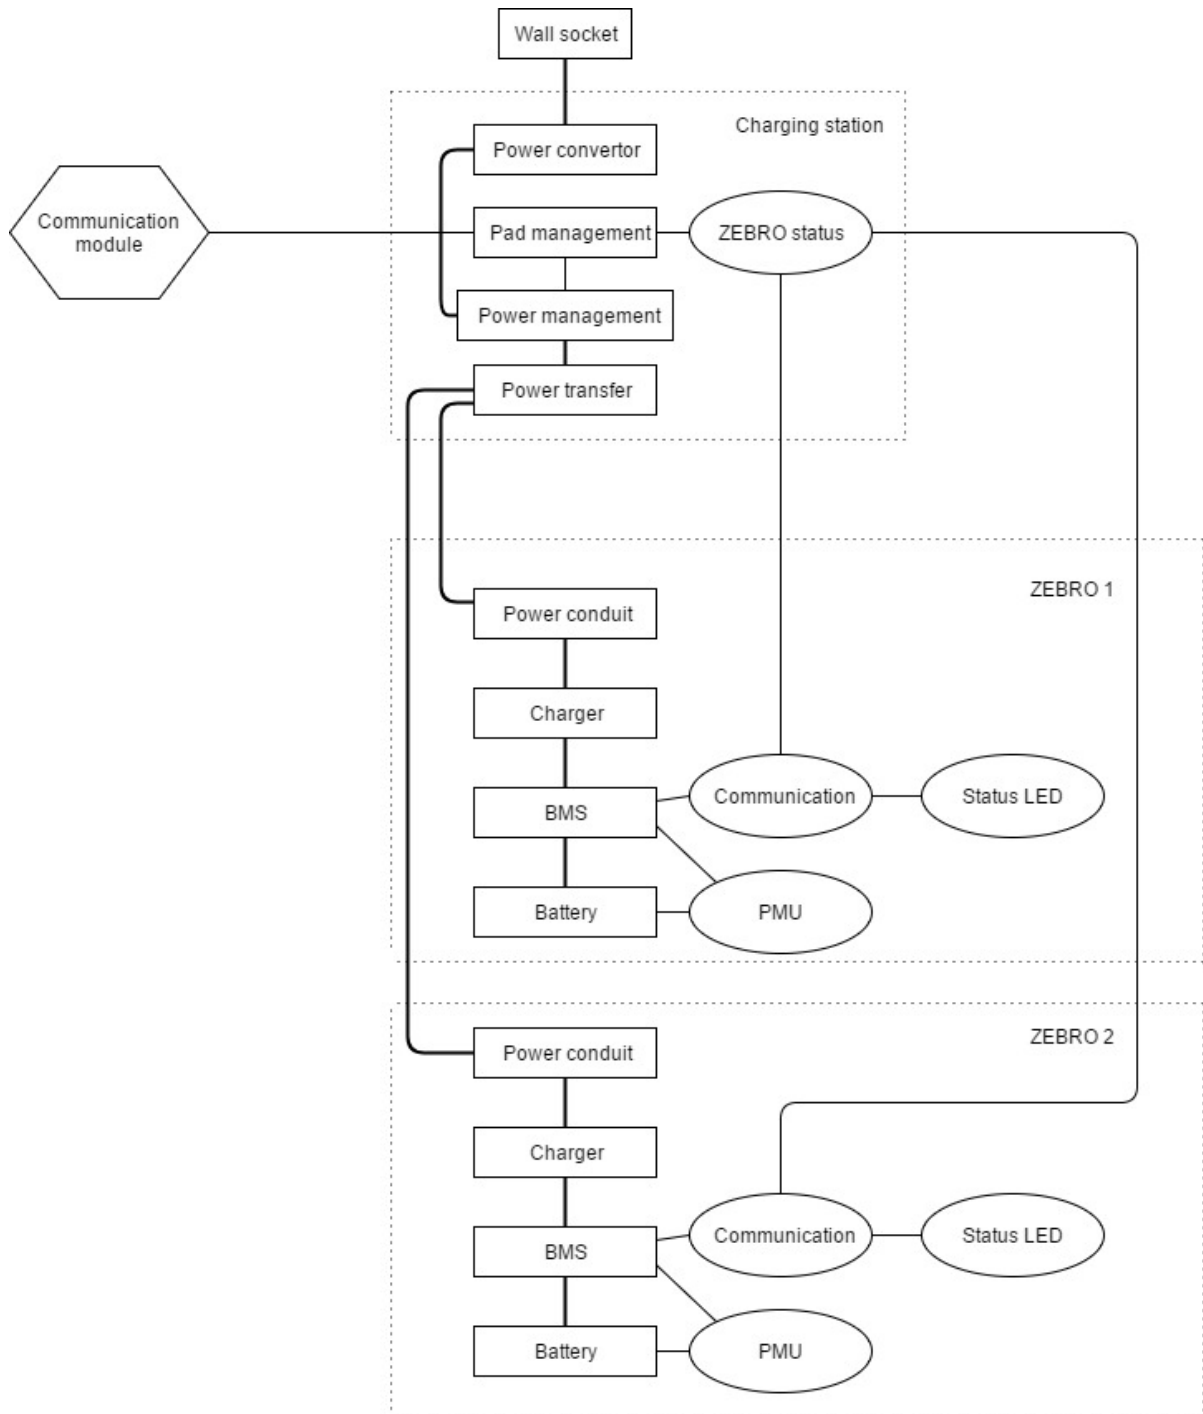 Wall socket
Charging station
Power convertor
Communication
module
Pad management
ZEBRO status
Power management
Power transfer
ZEBRO 1
Power conduit
Charger
BMS
Communication
Status LED
Battery
PMU
ZEBRO 2
Power conduit
Charger
BMS
Communication
Status LED
Battery
PMU